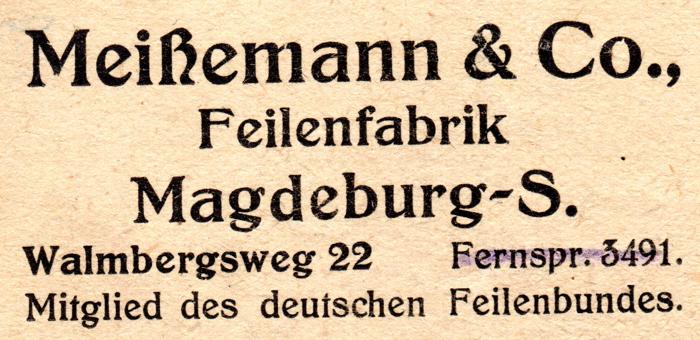 Meißemann & Co.,
Feilenfabrik
Magdeburg-S.
Walmbergsweg 22 Fernspr. 3491.
Mitglied des deutschen Feilenbundes.